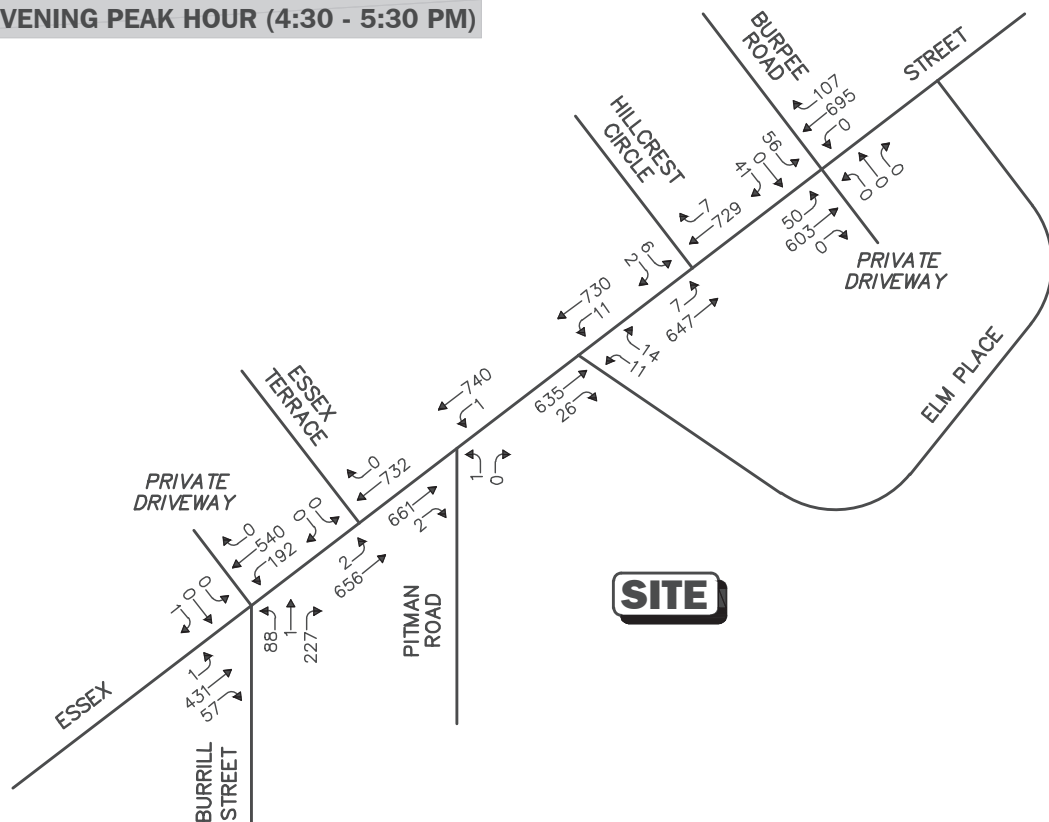 VENING PEAK HOUR (4:30 - 5:30 PM)
BURPEE
ROAD
STREET
107
695
0
HILLCREST
CIRCLE
56
0
41
0
0
0
7
729
50
603
0
PRIVATE
DRIVEWAY
6
2
730
11
7
647
14
11
ELM PLACE
635
26
ESSEX
TERRACE
740
1
PRIVATE
DRIVEWAY
0
732
1
0
661
2
0
540
192
0
0
2
656
PITMAN
ROAD
SITE
0
0
1
88
1
227
1
431
57
ESSEX
BURRILL
STREET